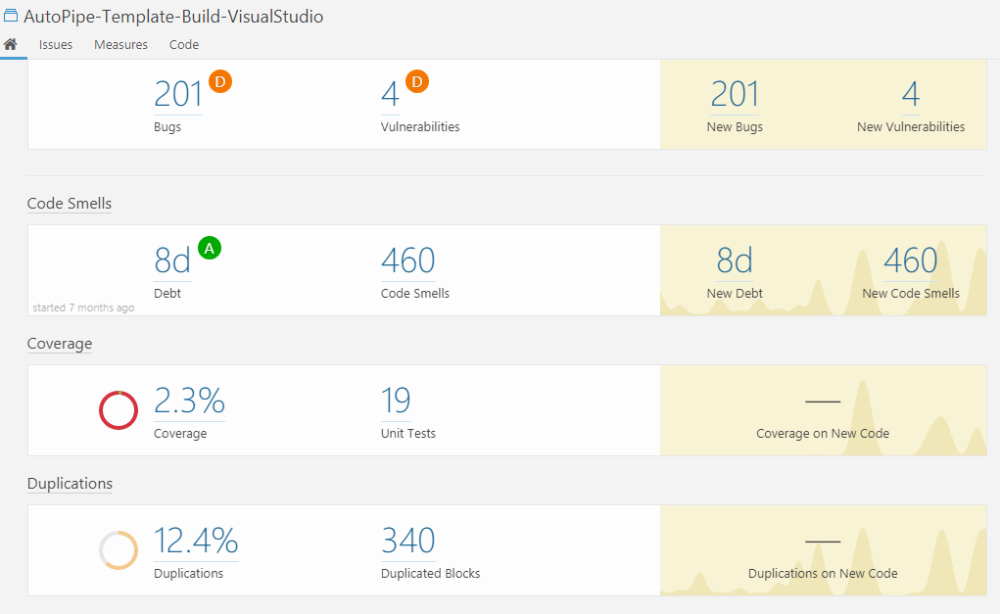 AutoPipe-Template-Build-VisualStudio
Issues Measures Code
201 D 4 D 201 4
Bugs Vulnerabilities New Bugs New Vulnerabilities
Code Smells
8d A 460 8d 460
Debt Code Smells New Debt New Code Smells
started 7 months ago
Coverage
2.3% 19 —
Coverage Unit Tests Coverage on New Code
Duplications
12.4% 340 —
Duplications Duplicated Blocks Duplications on New Code